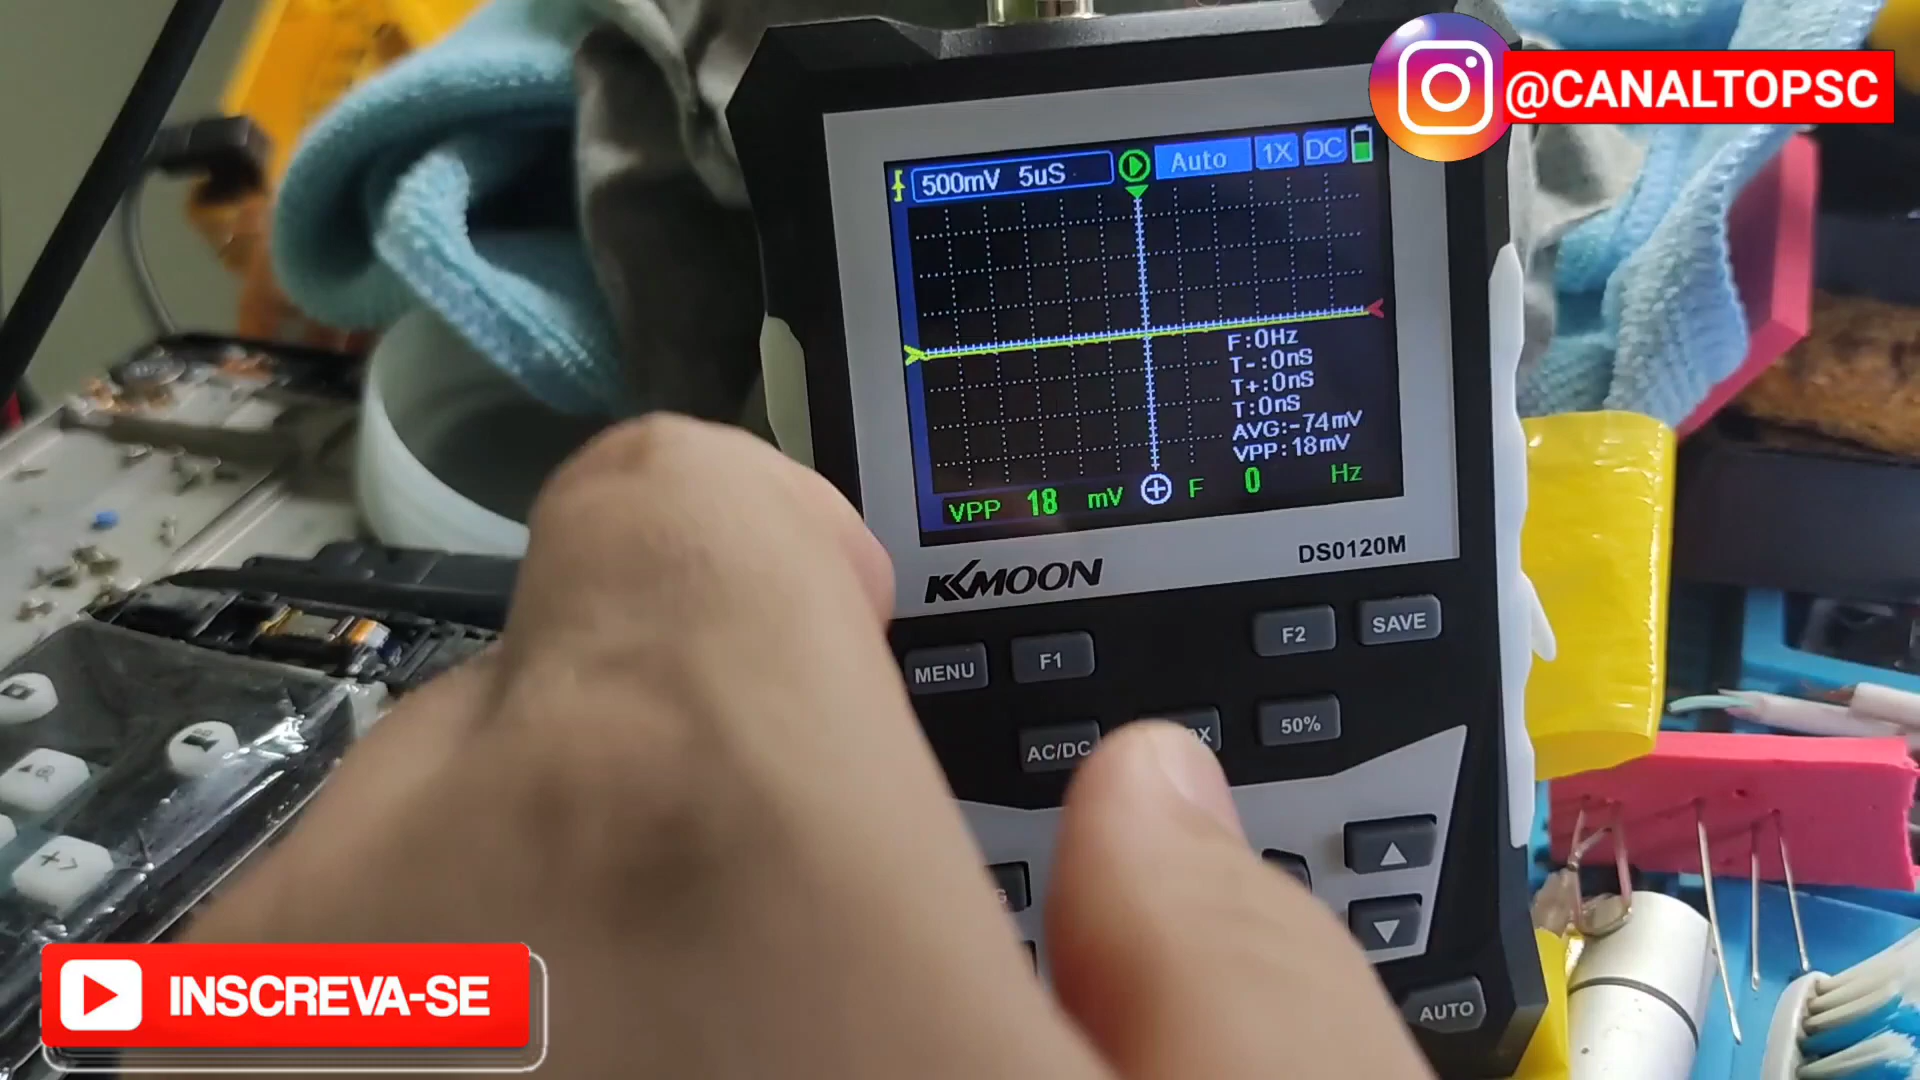 @CANALTOPSC
500mV 5uS Auto 1X DC
F:0Hz
T-:0nS
T+:0nS
T:0nS
AVG:-74mV
VPP:18mV
VPP 18 mV F 0 Hz
KKMOON DS0120M
MENU F1 F2 SAVE
AC/DC 50%
AUTO
INSCREVA-SE